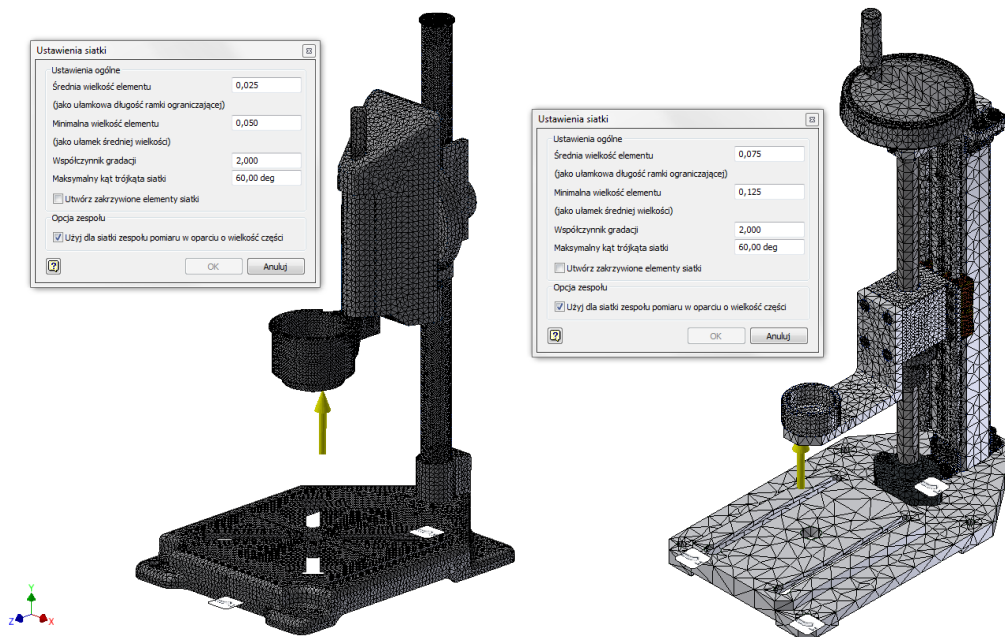 Ustawienia siatki
Ustawienia ogólne
Średnia wielkość elementu 0,025
(jako ułamkowa długość ramki ograniczającej)
Minimalna wielkość elementu 0,050
(jako ułamek średniej wielkości)
Współczynnik gradacji 2,000
Maksymalny kąt trójkąta siatki 60,00 deg
Utwórz zakrzywione elementy siatki
Opcja zespołu
Użyj dla siatki zespołu pomiaru w oparciu o wielkość części
OK Anuluj
Ustawienia siatki
Ustawienia ogólne
Średnia wielkość elementu 0,075
(jako ułamkowa długość ramki ograniczającej)
Minimalna wielkość elementu 0,125
(jako ułamek średniej wielkości)
Współczynnik gradacji 2,000
Maksymalny kąt trójkąta siatki 60,00 deg
Utwórz zakrzywione elementy siatki
Opcja zespołu
Użyj dla siatki zespołu pomiaru w oparciu o wielkość części
OK Anuluj
Y
Z X